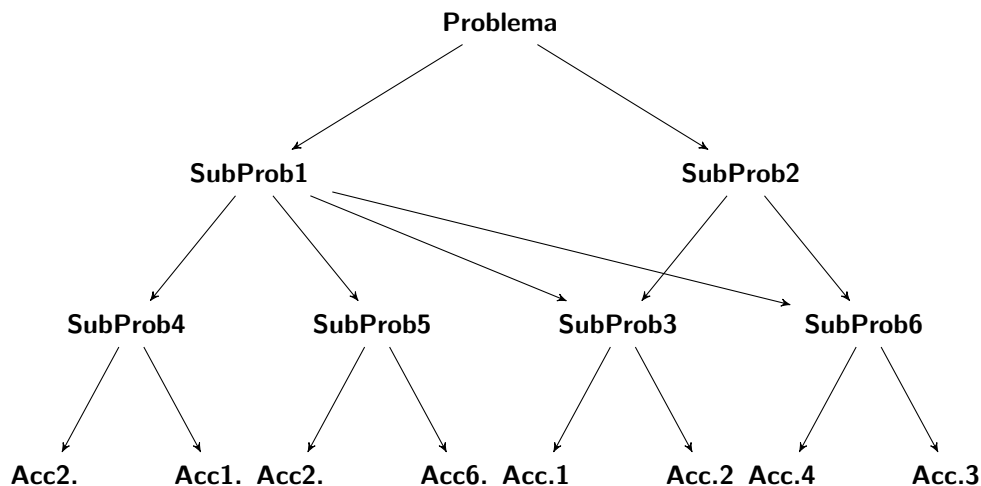 Problema
SubProb1 SubProb2
SubProb4 SubProb5 SubProb3 SubProb6
Acc2. Acc1. Acc2. Acc6. Acc.1 Acc.2 Acc.4 Acc.3